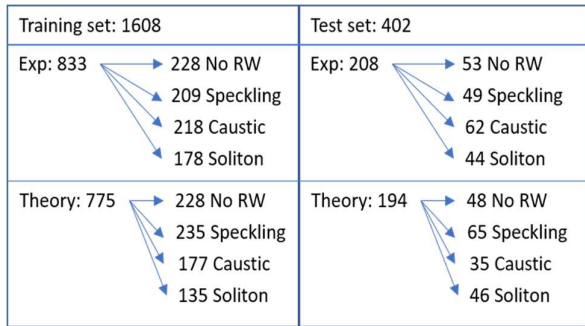 Training set: 1608
Test set: 402
Exp: 833
228 No RW
209 Speckling
218 Caustic
178 Soliton
Exp: 208
53 No RW
49 Speckling
62 Caustic
44 Soliton
Theory: 775
228 No RW
235 Speckling
177 Caustic
135 Soliton
Theory: 194
48 No RW
65 Speckling
35 Caustic
46 Soliton